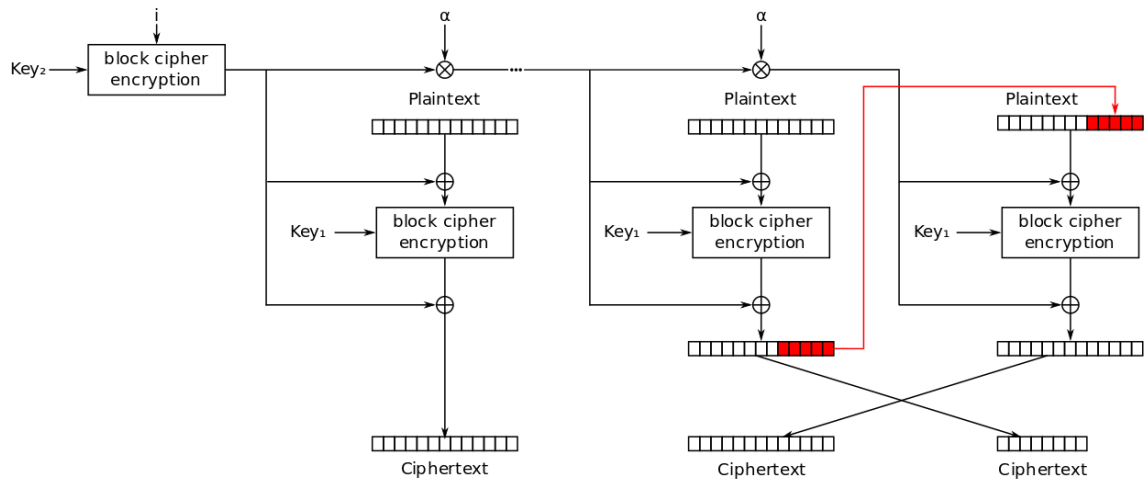 i
α
α
Key₂
block cipher
encryption
...
Plaintext
Plaintext
Plaintext
Key₁
block cipher
encryption
Key₁
block cipher
encryption
Key₁
block cipher
encryption
Ciphertext
Ciphertext
Ciphertext